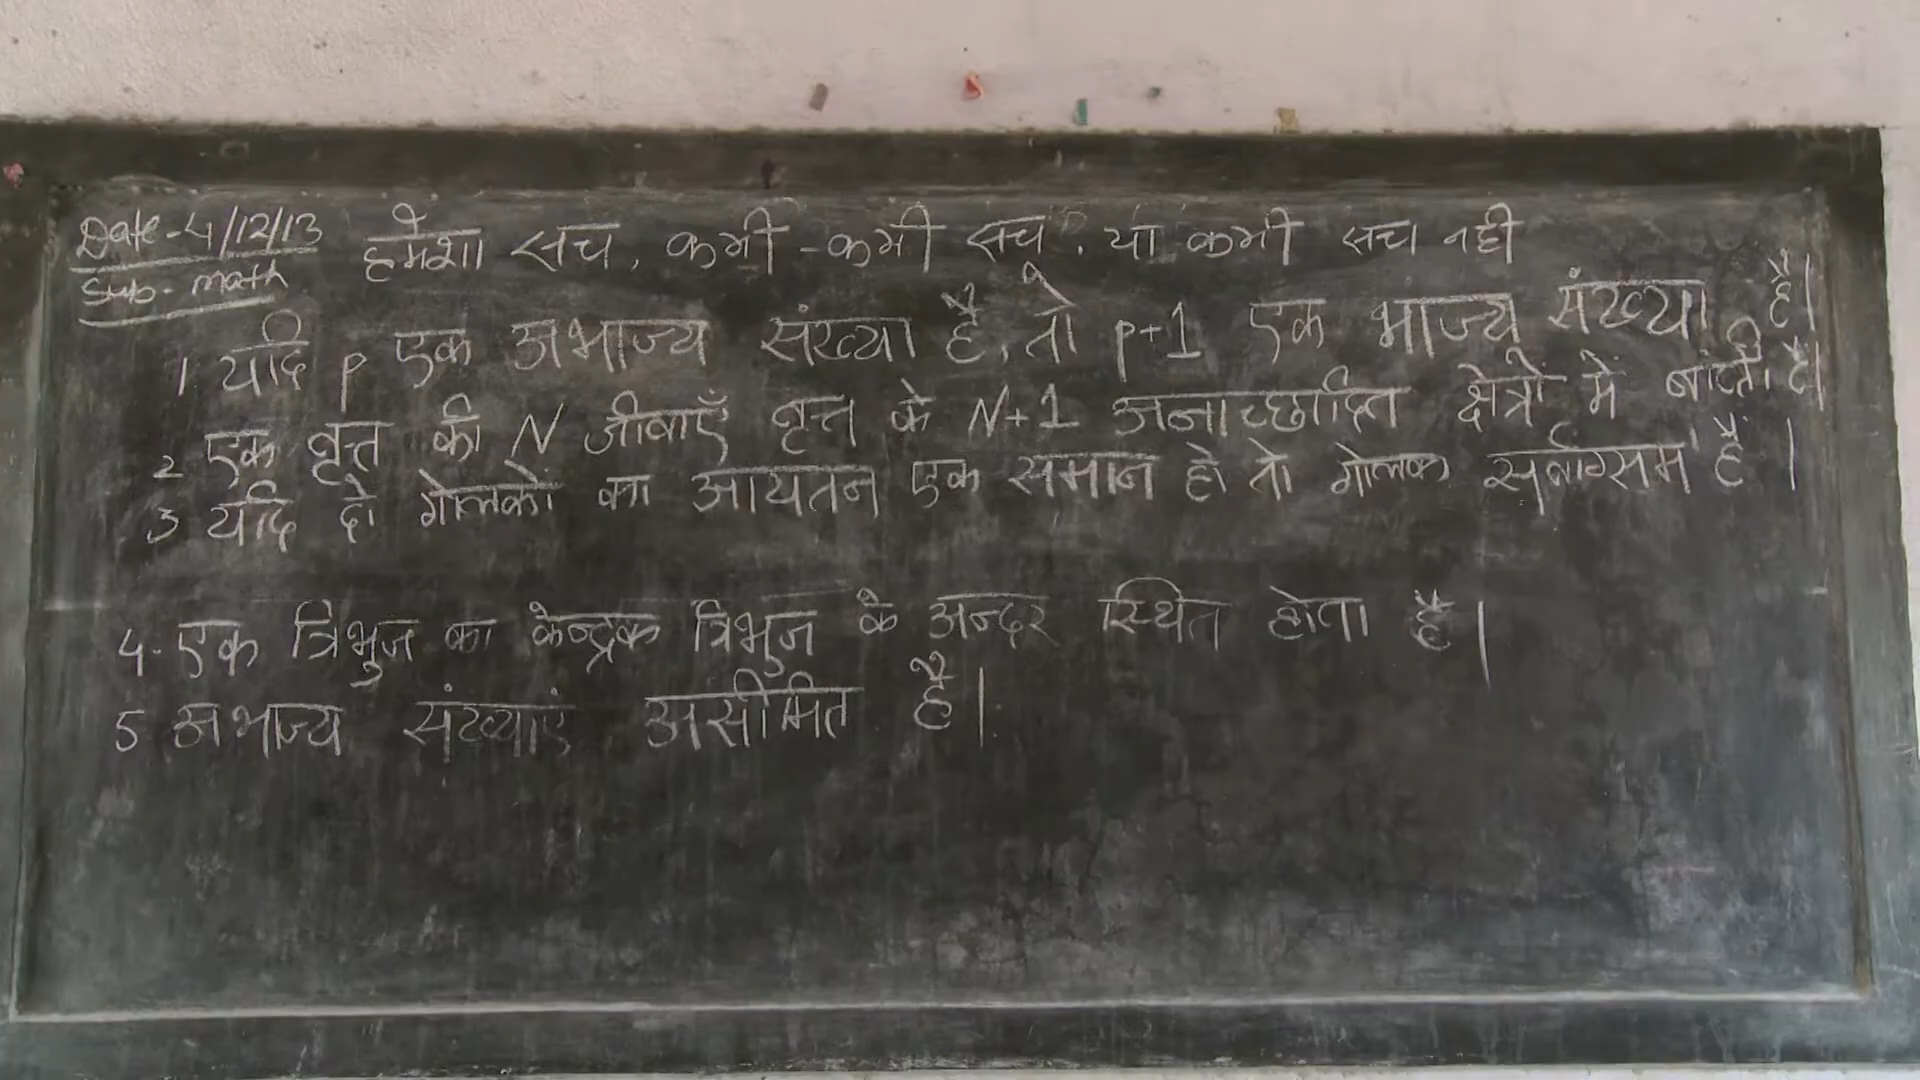 Date-4/12/13
Sub-math
हमेशा सच, कभी-कभी सच, या कभी सच नहीं
1. यदि p एक अभाज्य संख्या है, तो p+1 एक भाज्य संख्या है।
2 एक वृत्त की N जीवाएँ वृत्त के N+1 अनाच्छादित क्षेत्रों में बांटती है।
3 यदि दो गोलकों का आयतन एक समान हो तो गोलक सर्वांगसम हैं।
4. एक त्रिभुज का केन्द्रक त्रिभुज के अन्दर स्थित होता है।
5 अभाज्य संख्याएं असीमित हैं।